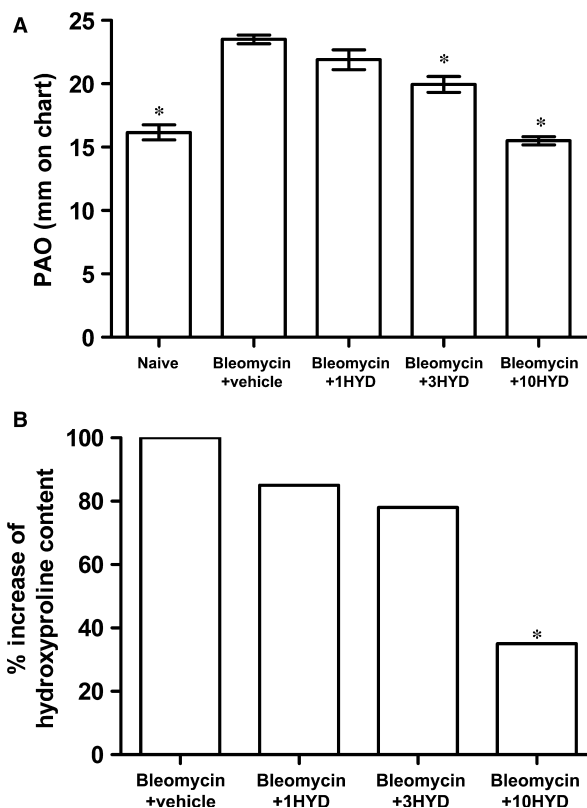 A
PAO (mm on chart)
25
20
15
10
5
0
*
*
*
Naive
Bleomycin
+vehicle
Bleomycin
+1HYD
Bleomycin
+3HYD
Bleomycin
+10HYD
B
% increase of
hydroxyproline content
100
80
60
40
20
0
*
Bleomycin
+vehicle
Bleomycin
+1HYD
Bleomycin
+3HYD
Bleomycin
+10HYD